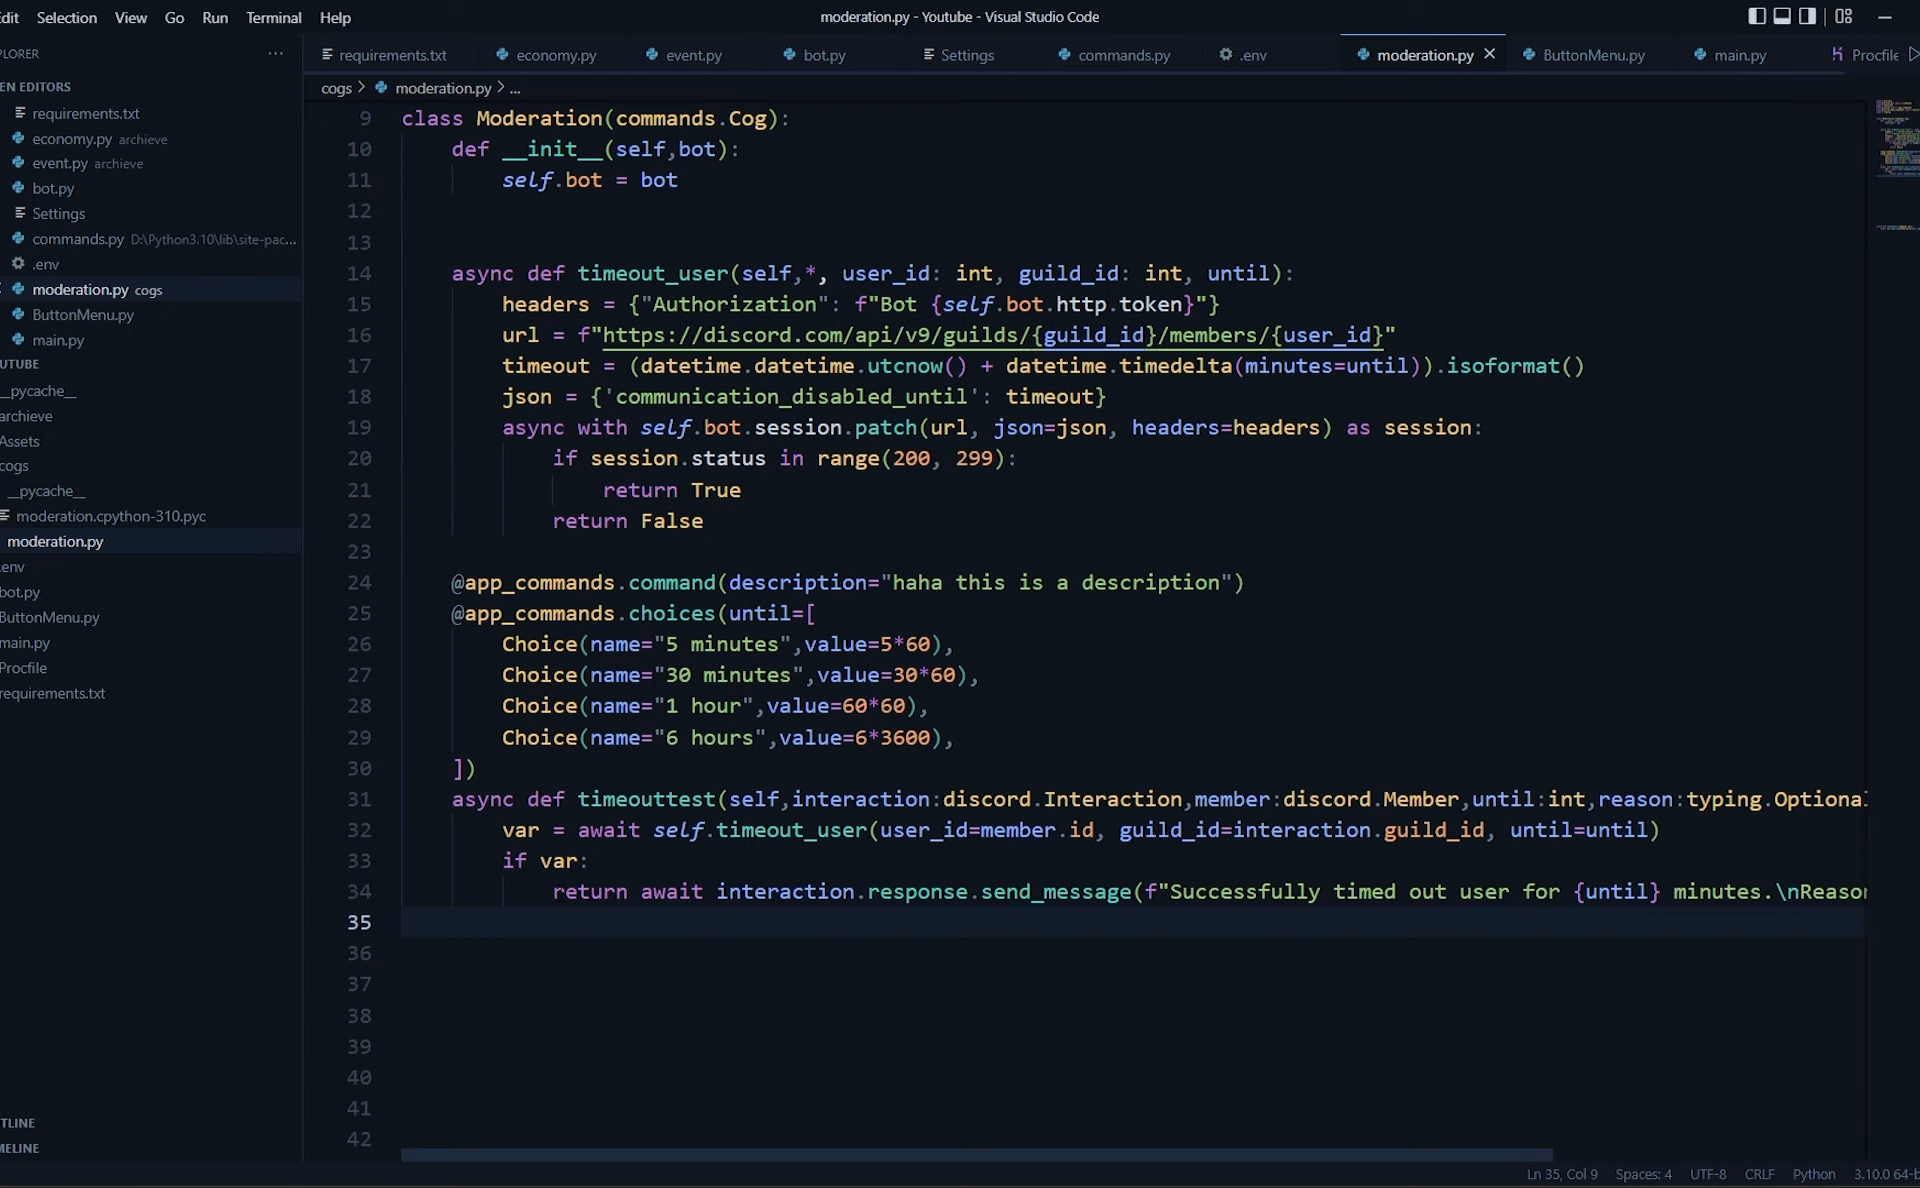 dit Selection View Go Run Terminal Help
moderation.py - Youtube - Visual Studio Code
PLORER ...
requirements.txt economy.py event.py bot.py Settings commands.py .env moderation.py ButtonMenu.py main.py Procfile
EN EDITORS
requirements.txt
economy.py archieve
event.py archieve
bot.py
Settings
commands.py D:\Python3.10\lib\site-pac...
.env
moderation.py cogs
ButtonMenu.py
main.py
UTUBE
__pycache__
archieve
Assets
cogs
__pycache__
moderation.cpython-310.pyc
moderation.py
.env
bot.py
ButtonMenu.py
main.py
Procfile
requirements.txt
TLINE
MELINE
cogs > moderation.py > ...
9 class Moderation(commands.Cog):
10 def __init__(self,bot):
11 self.bot = bot
12
13
14 async def timeout_user(self,*, user_id: int, guild_id: int, until):
15 headers = {"Authorization": f"Bot {self.bot.http.token}"}
16 url = f"https://discord.com/api/v9/guilds/{guild_id}/members/{user_id}"
17 timeout = (datetime.datetime.utcnow() + datetime.timedelta(minutes=until)).isoformat()
18 json = {'communication_disabled_until': timeout}
19 async with self.bot.session.patch(url, json=json, headers=headers) as session:
20 if session.status in range(200, 299):
21 return True
22 return False
23
24 @app_commands.command(description="haha this is a description")
25 @app_commands.choices(until=[
26 Choice(name="5 minutes",value=5*60),
27 Choice(name="30 minutes",value=30*60),
28 Choice(name="1 hour",value=60*60),
29 Choice(name="6 hours",value=6*3600),
30 ])
31 async def timeouttest(self,interaction:discord.Interaction,member:discord.Member,until:int,reason:typing.Optional
32 var = await self.timeout_user(user_id=member.id, guild_id=interaction.guild_id, until=until)
33 if var:
34 return await interaction.response.send_message(f"Successfully timed out user for {until} minutes.\nReason
35
36
37
38
39
40
41
42
Ln 35, Col 9 Spaces: 4 UTF-8 CRLF Python 3.10.0 64-b